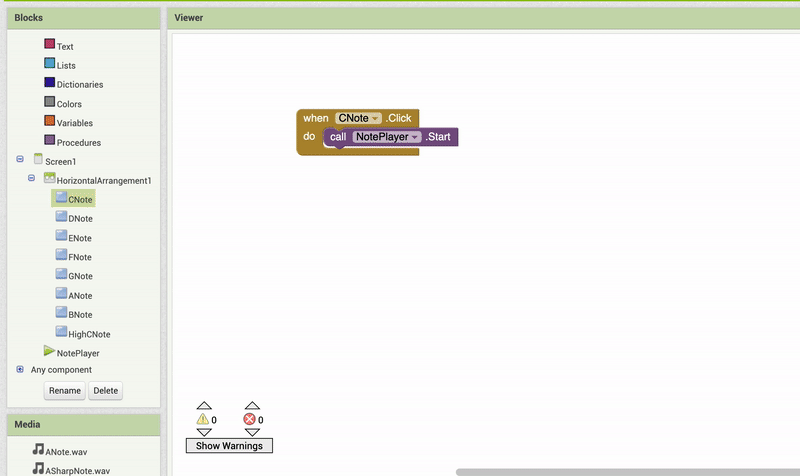 Blocks
Viewer
Text
Lists
Dictionaries
Colors
Variables
Procedures
Screen1
HorizontalArrangement1
CNote
DNote
ENote
FNote
GNote
ANote
BNote
HighCNote
NotePlayer
Any component
Rename Delete
Media
ANote.wav
ASharpNote.wav
when CNote .Click
do call NotePlayer .Start
0 0
Show Warnings